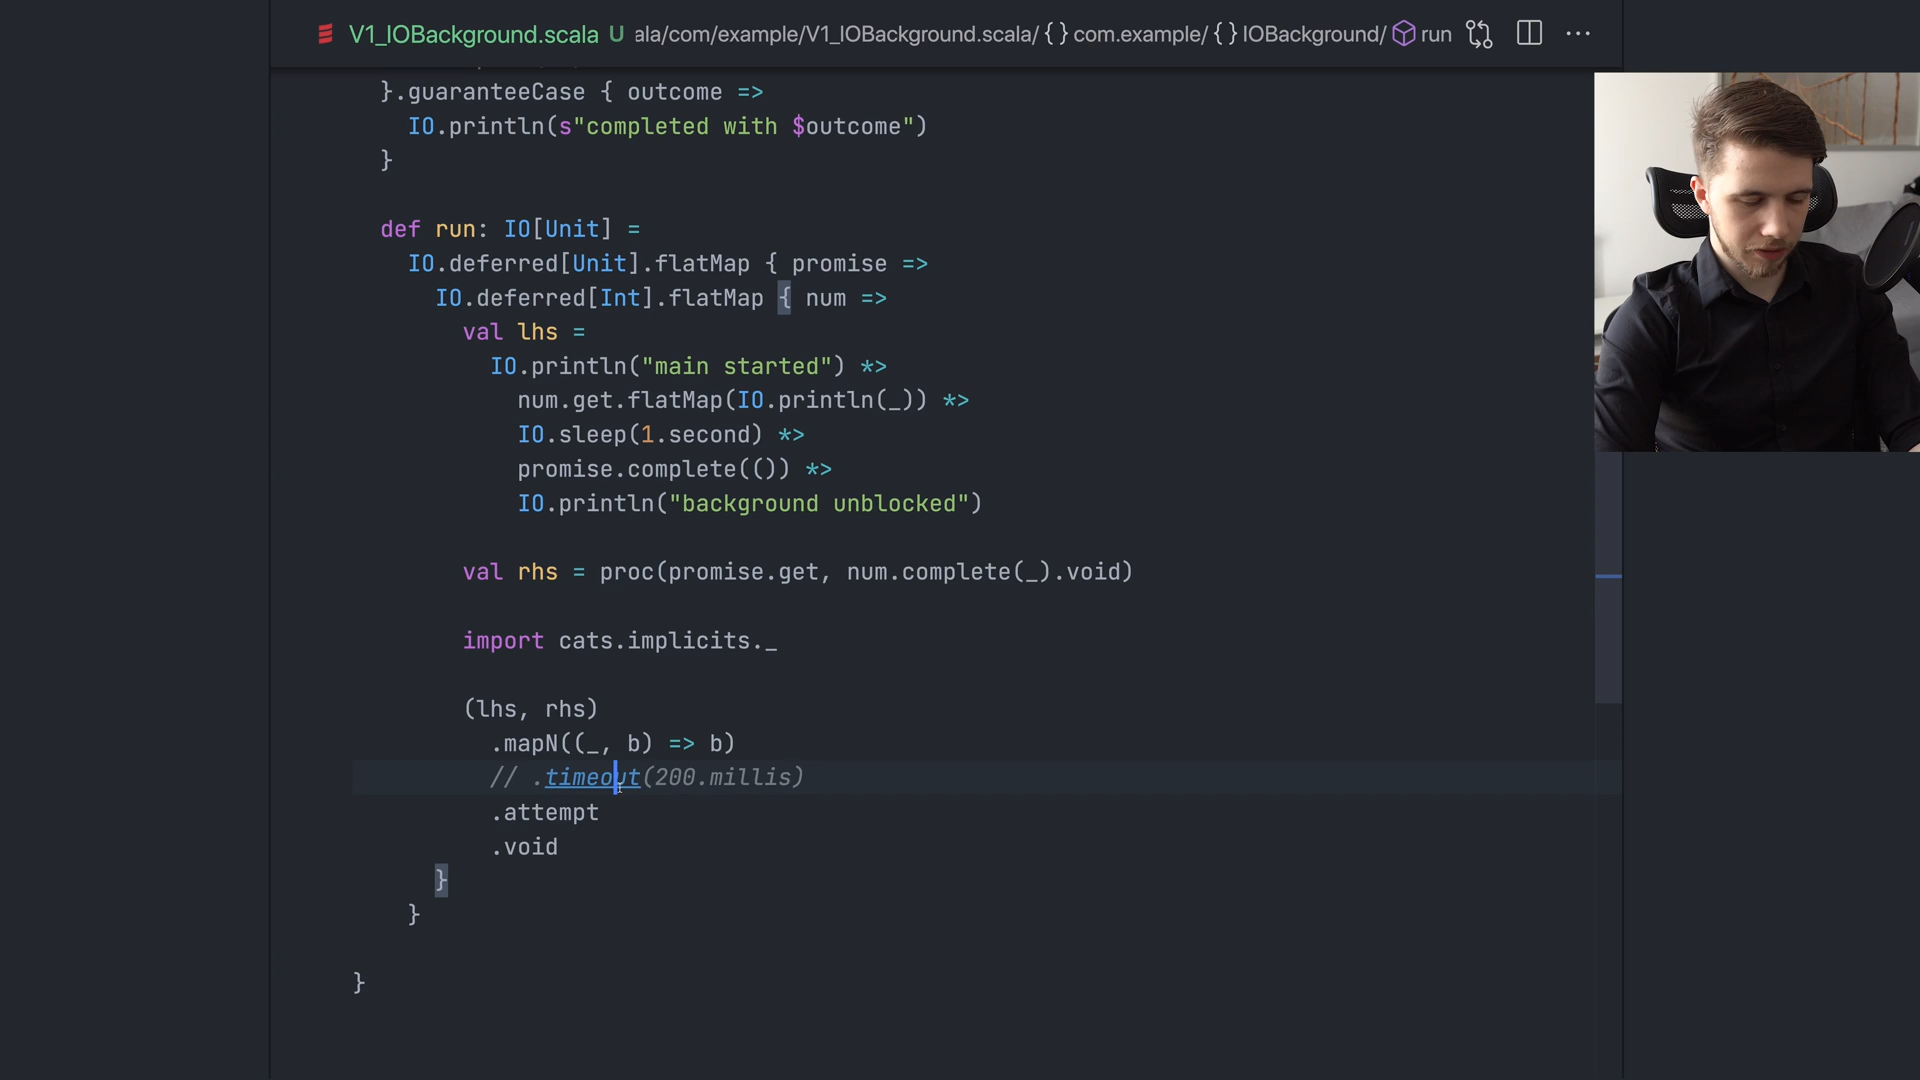 V1_IOBackground.scala U ala/com/example/V1_IOBackground.scala/ {} com.example/ {} IOBackground/ run ···
}.guaranteeCase { outcome =>
IO.println(s"completed with $outcome")
}
def run: IO[Unit] =
IO.deferred[Unit].flatMap { promise =>
IO.deferred[Int].flatMap { num =>
val lhs =
IO.println("main started") *>
num.get.flatMap(IO.println(_)) *>
IO.sleep(1.second) *>
promise.complete(()) *>
IO.println("background unblocked")
val rhs = proc(promise.get, num.complete(_).void)
import cats.implicits._
(lhs, rhs)
.mapN((_, b) => b)
// .timeout(200.millis)
.attempt
.void
}
}
}